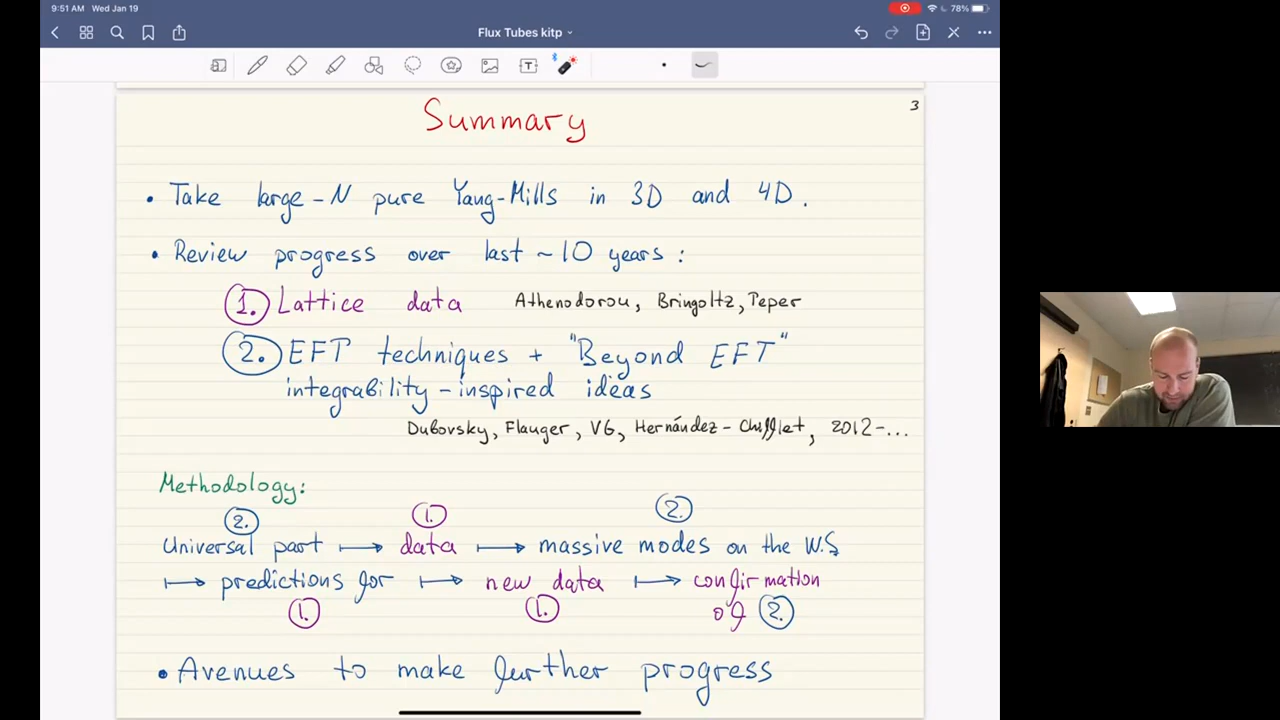 9:51 AM Wed Jan 19
78%
Flux Tubes kitp
3
Summary
• Take large-N pure Yang-Mills in 3D and 4D.
• Review progress over last ~10 years:
1. Lattice data Athenodorou, Bringoltz, Teper
2. EFT techniques + "Beyond EFT"
integrability-inspired ideas
Dubovsky, Flauger, VG, Hernández-Chifflet, 2012-...
Methodology:
2. 1. 2.
Universal part ↦ data ↦ massive modes on the W.S
↦ predictions for ↦ new data ↦ confirmation
1. 1. of 2.
• Avenues to make further progress